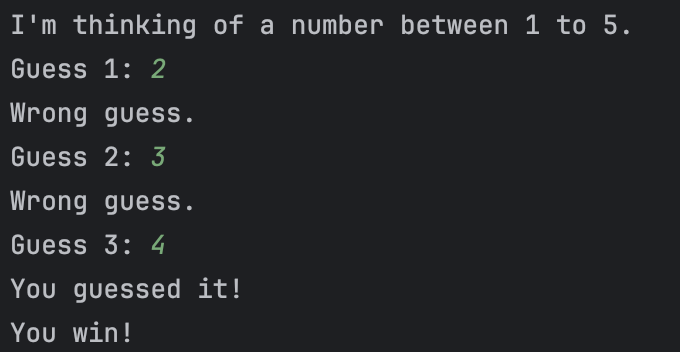 I'm thinking of a number between 1 to 5.
Guess 1: 2
Wrong guess.
Guess 2: 3
Wrong guess.
Guess 3: 4
You guessed it!
You win!